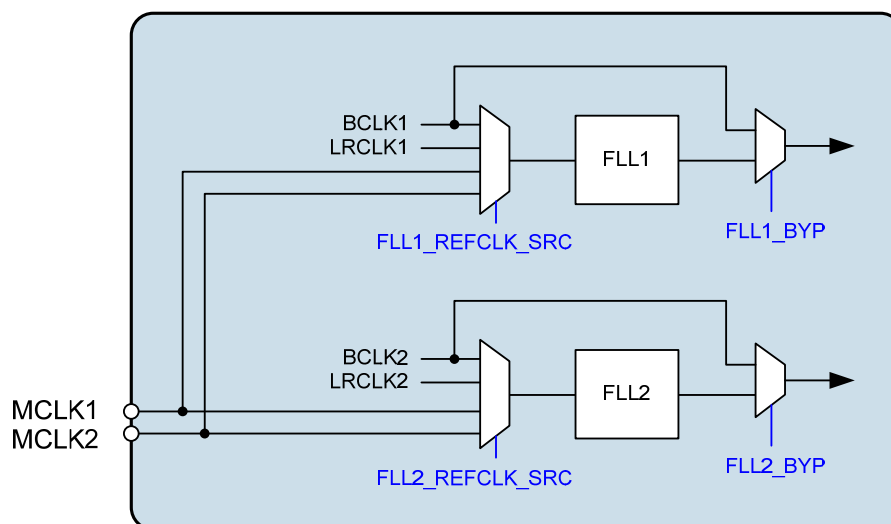 BCLK1
LRCLK1
FLL1
FLL1_REFCLK_SRC
FLL1_BYP
BCLK2
LRCLK2
FLL2
MCLK1
MCLK2
FLL2_REFCLK_SRC
FLL2_BYP